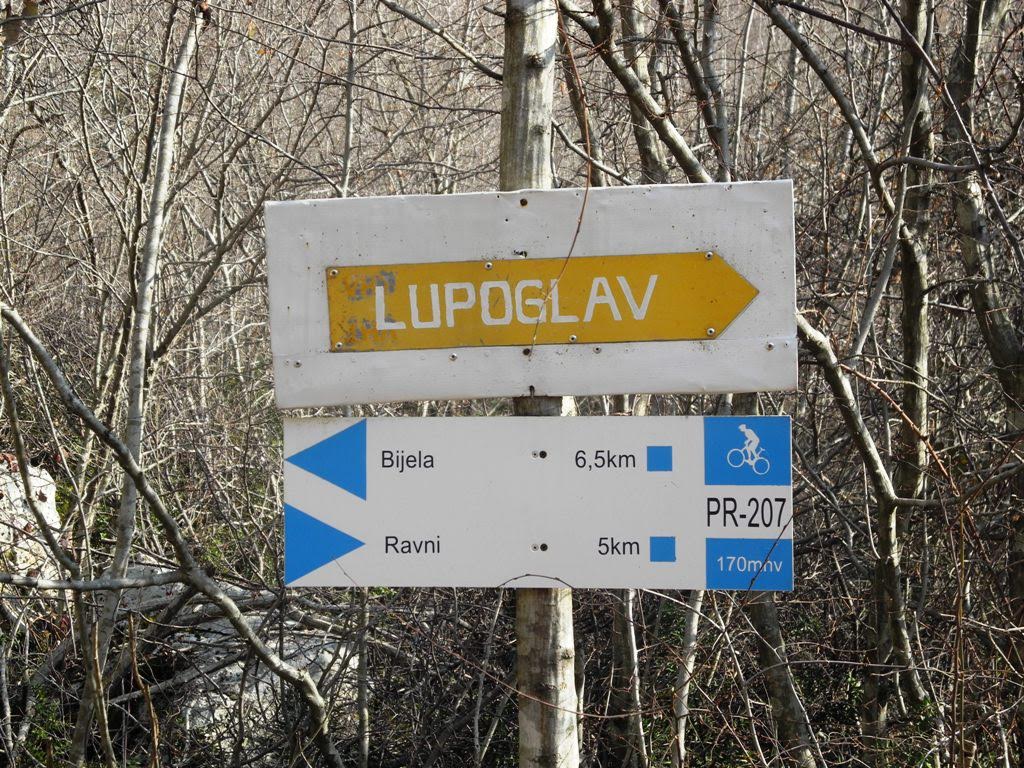 LUPOGLAV
Bijela 6,5km
PR-207
Ravni 5km
170mnv